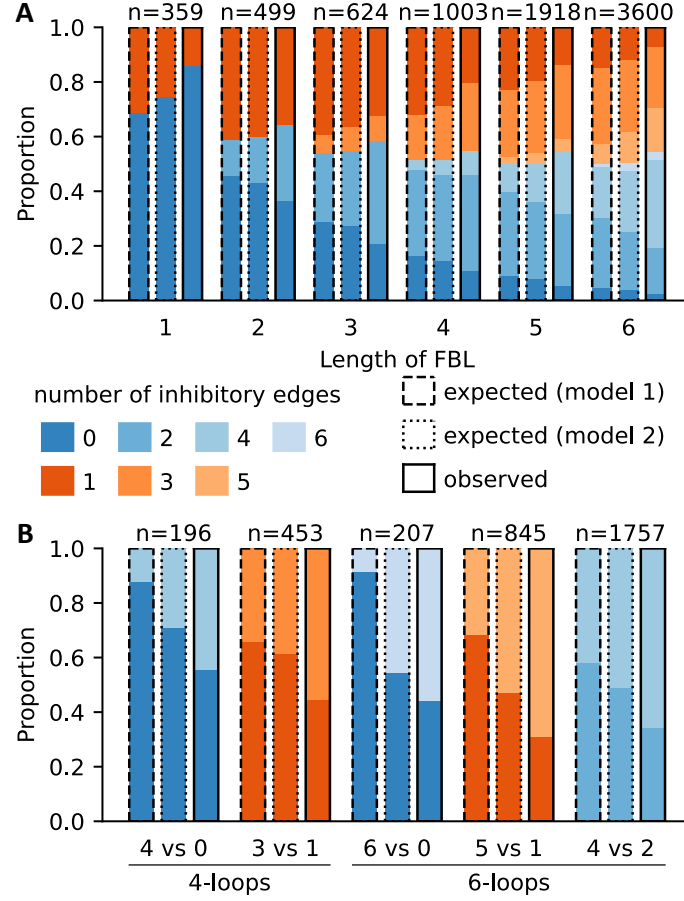 A
n=359 n=499 n=624 n=1003 n=1918 n=3600
1.0
0.8
0.6
0.4
0.2
0.0
Proportion
1 2 3 4 5 6
Length of FBL
number of inhibitory edges
0 2 4 6
1 3 5
expected (model 1)
expected (model 2)
observed
B
n=196 n=453 n=207 n=845 n=1757
1.0
0.8
0.6
0.4
0.2
0.0
Proportion
4 vs 0 3 vs 1 6 vs 0 5 vs 1 4 vs 2
4-loops 6-loops